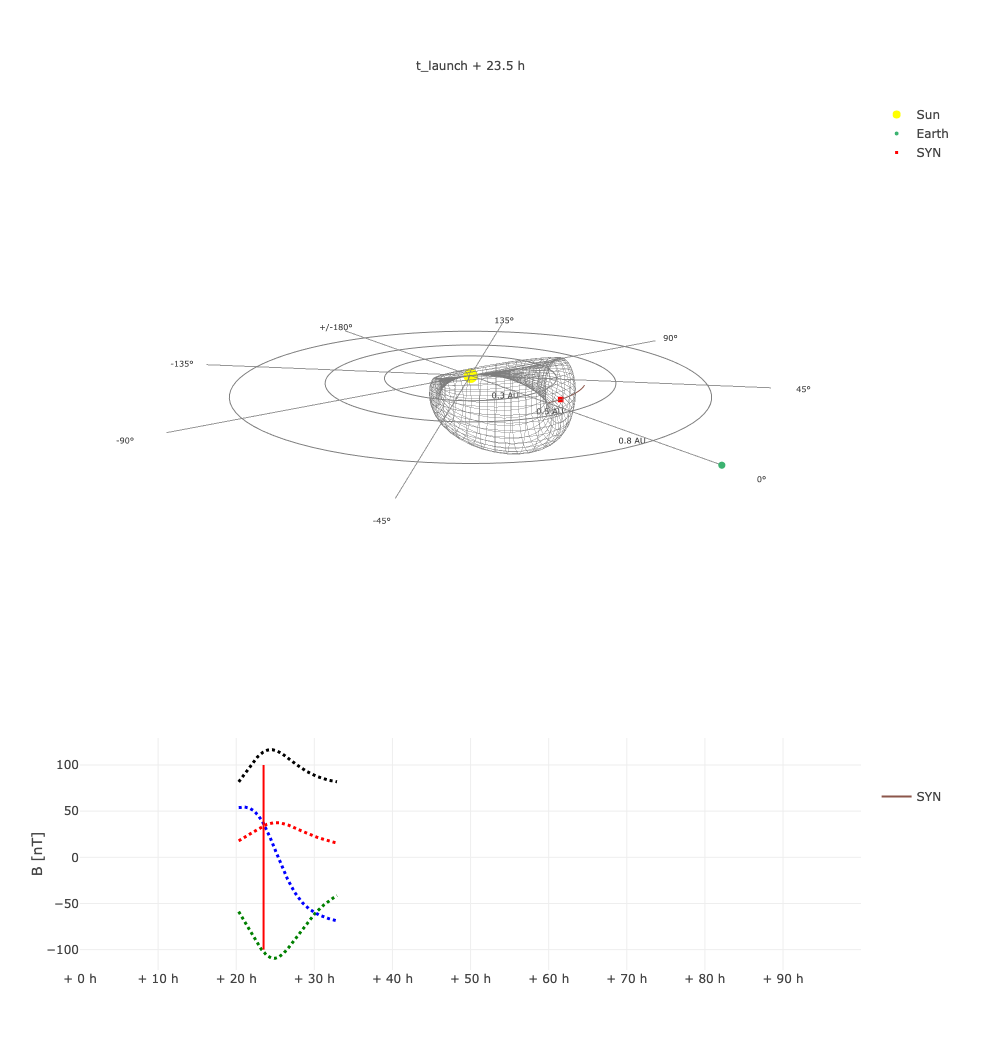 t_launch + 23.5 h
Sun
Earth
SYN
135°
+/-180°
90°
-135°
45°
0.3 AU
0.5 AU
-90°
0.8 AU
0°
-45°
100
50
0
−50
−100
B [nT]
SYN
+ 0 h
+ 10 h
+ 20 h
+ 30 h
+ 40 h
+ 50 h
+ 60 h
+ 70 h
+ 80 h
+ 90 h